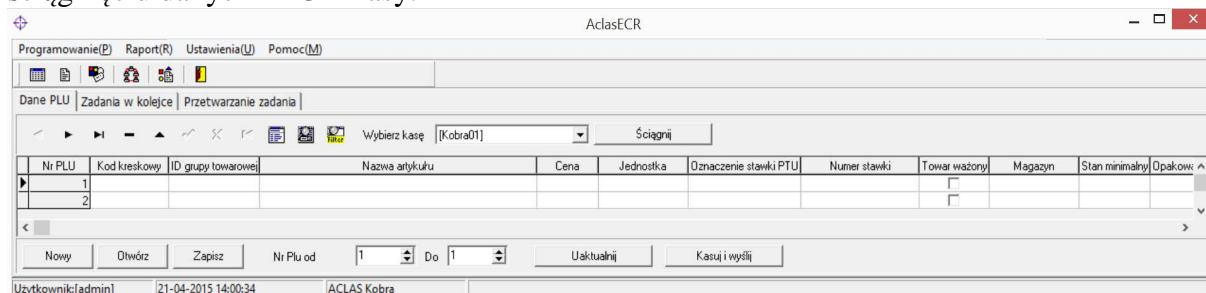 AclasECR
Programowanie(P) Raport(R) Ustawienia(U) Pomoc(M)
Dane PLU Zadania w kolejce Przetwarzanie zadania
Filter Wybierz kasę [Kobra01] Ściągnij
Nr PLU Kod kreskowy ID grupy towarowej Nazwa artykułu Cena Jednostka Oznaczenie stawki PTU Numer stawki Towar ważony Magazyn Stan minimalny Opakowa
1
2
Nowy Otwórz Zapisz Nr Plu od 1 Do 1 Uaktualnij Kasuj i wyślij
Użytkownik:[admin] 21-04-2015 14:00:34 ACLAS Kobra